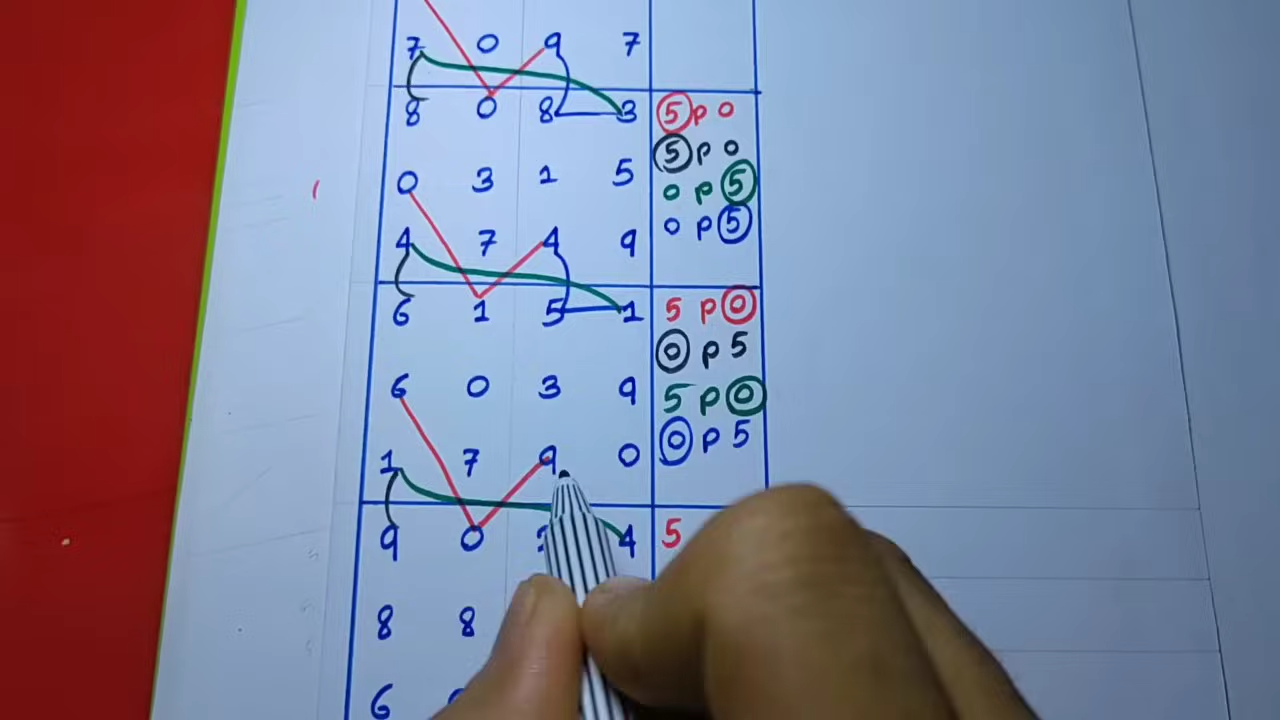 7 0 9 7
8 0 8 3 5 p 0
5 p 0
0 3 1 5 0 p 5
0 p 5
4 7 4 9
6 1 5 1 5 p 0
0 p 5
6 0 3 9 5 p 0
0 p 5
1 7 9 0
9 0 4 5
8 8
6